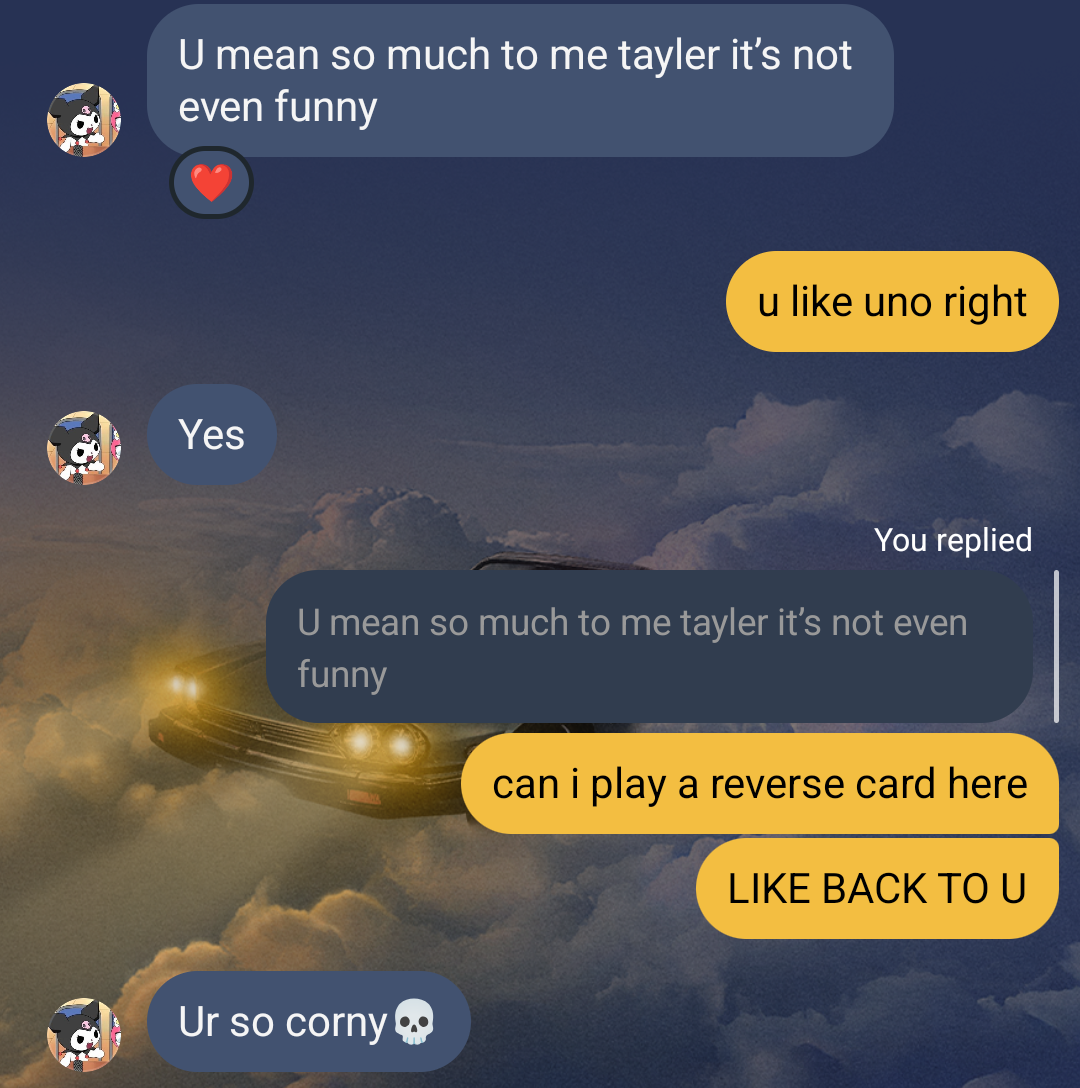 U mean so much to me tayler it’s not
even funny
❤️
u like uno right
Yes
You replied
U mean so much to me tayler it’s not even
funny
can i play a reverse card here
LIKE BACK TO U
Ur so corny💀